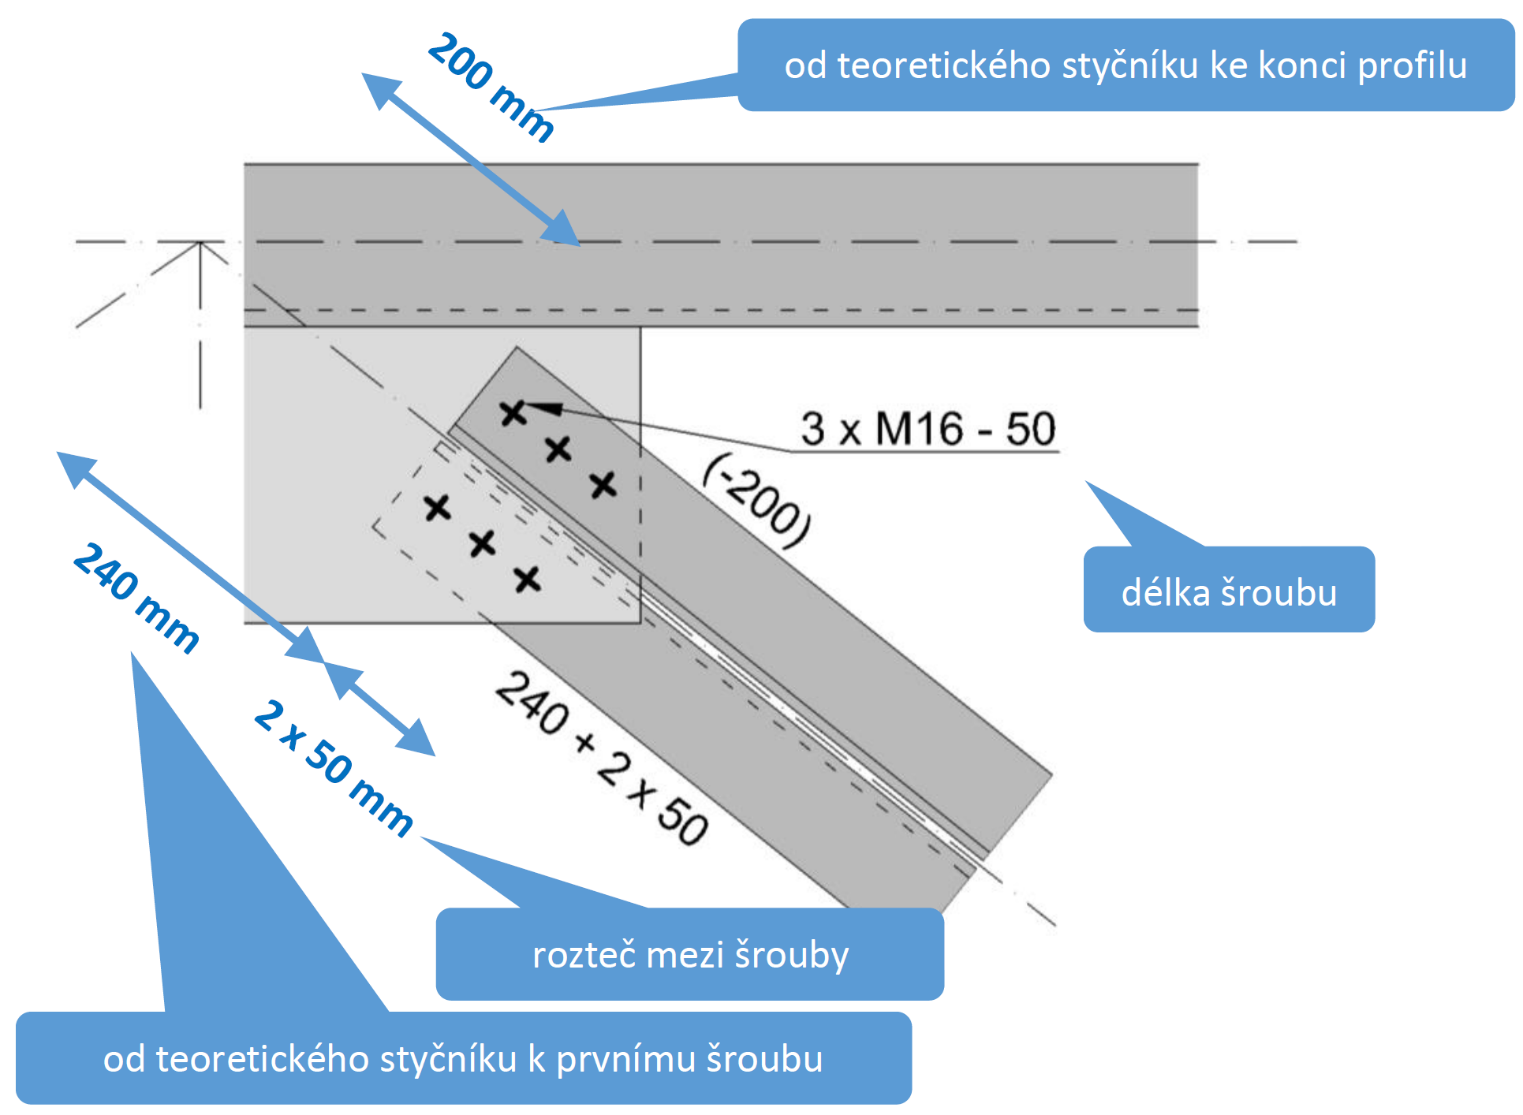 200 mm
od teoretického styčníku ke konci profilu
3 x M16 - 50
(-200)
délka šroubu
240 mm
2 x 50 mm
240 + 2 x 50
rozteč mezi šrouby
od teoretického styčníku k prvnímu šroubu